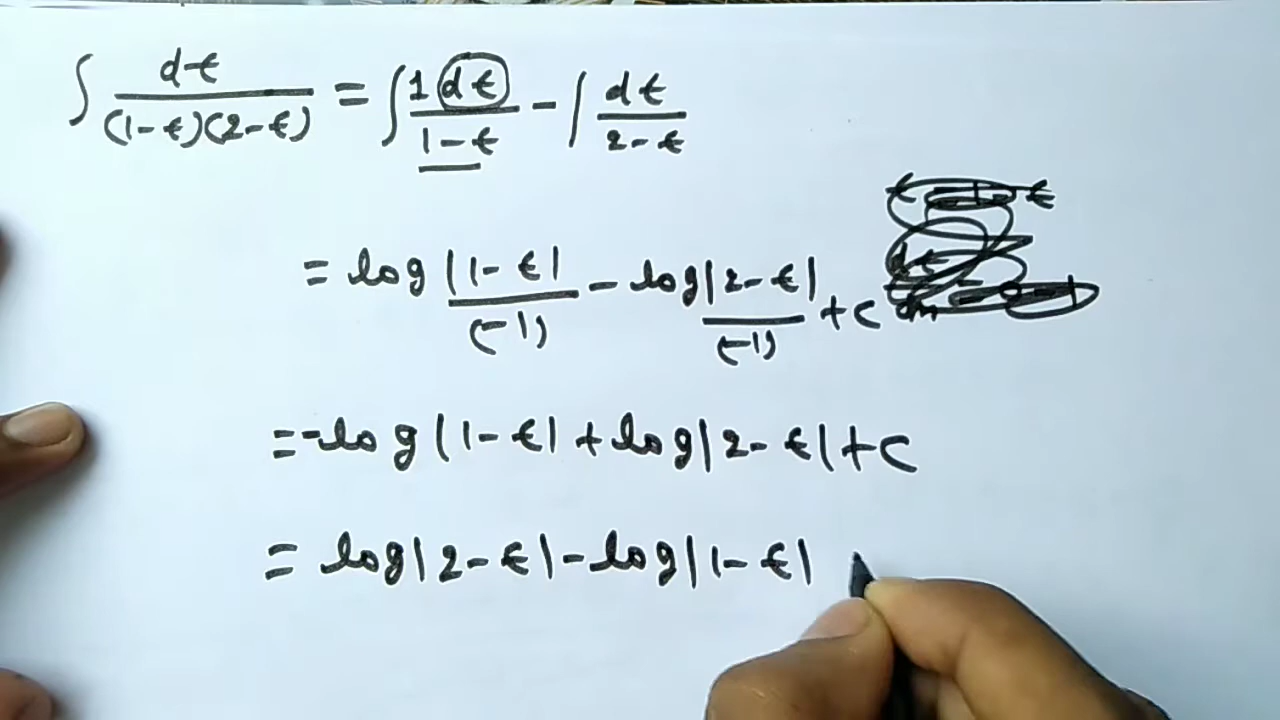 ∫ dt/(1-t)(2-t) = ∫ 1 dt/1-t - ∫ dt/2-t
= log |1-t|/(-1) - log |2-t|/(-1) + c
= -log |1-t| + log |2-t| + c
= log |2-t| - log |1-t|